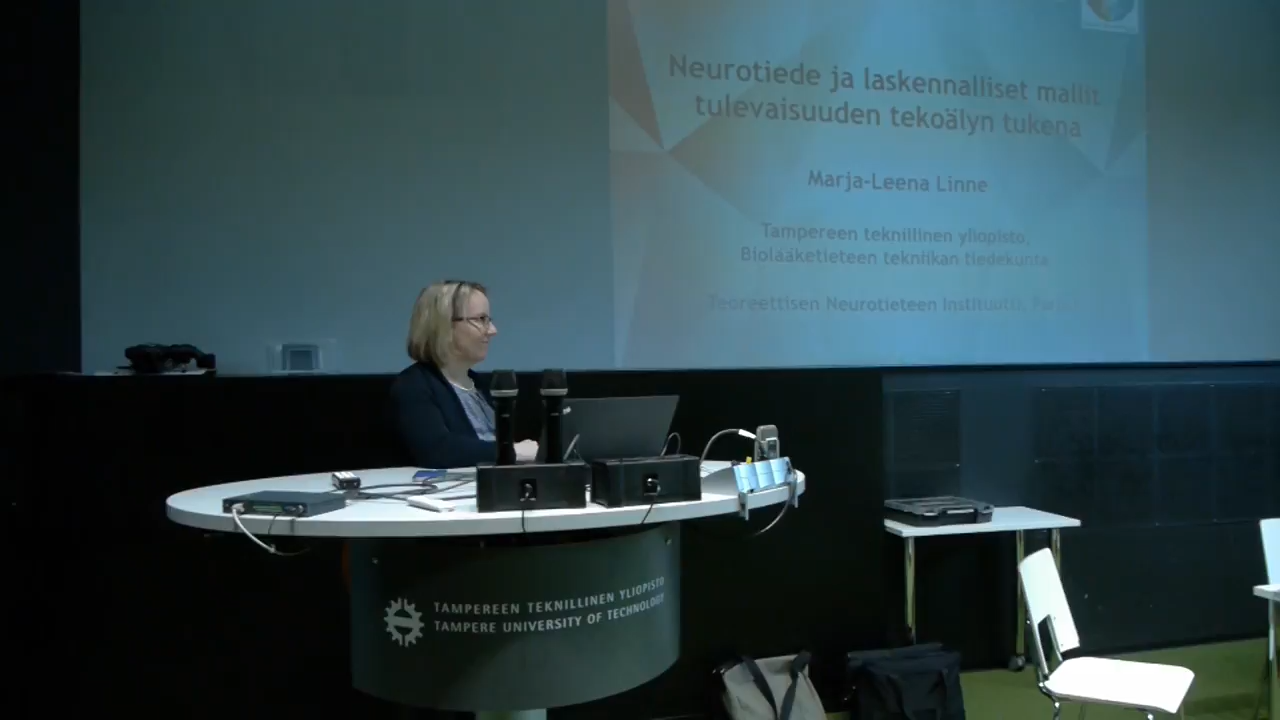 Neurotiede ja laskennalliset mallit
tulevaisuuden tekoälyn tukena
Marja-Leena Linne
Tampereen teknillinen yliopisto,
Biolääketieteen tekniikan tiedekunta
Teoreettisen Neurotieteen Instituutti,
TAMPEREEN TEKNILLINEN YLIOPISTO
TAMPERE UNIVERSITY OF TECHNOLOGY